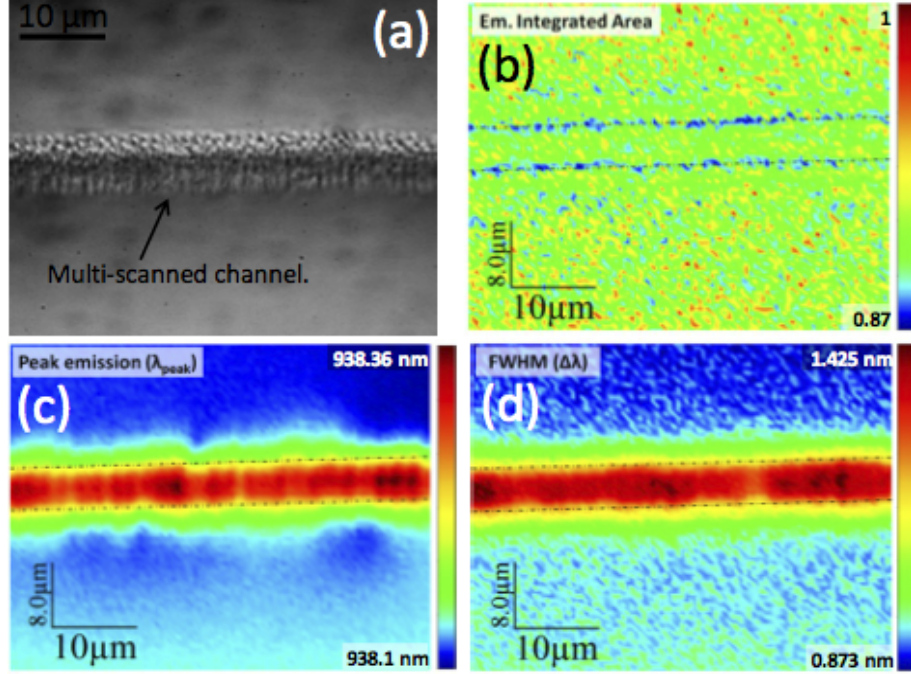 10 µm
(a)
Multi-scanned channel.
Em. Integrated Area
1
(b)
8.0µm
10µm
0.87
Peak emission (λpeak)
938.36 nm
(c)
8.0µm
10µm
938.1 nm
FWHM (Δλ)
1.425 nm
(d)
8.0µm
10µm
0.873 nm